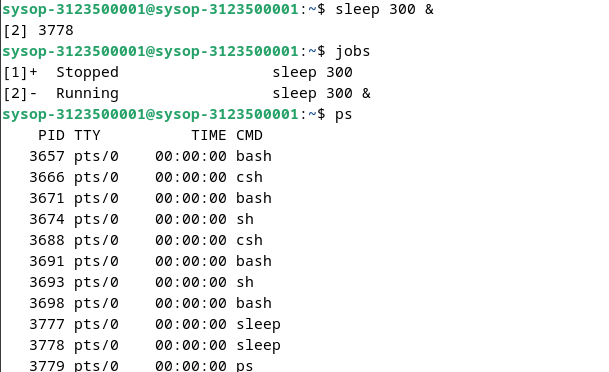 sysop-3123500001@sysop-3123500001:~$ sleep 300 &
[2] 3778
sysop-3123500001@sysop-3123500001:~$ jobs
[1]+  Stopped                 sleep 300
[2]-  Running                 sleep 300 &
sysop-3123500001@sysop-3123500001:~$ ps
    PID TTY          TIME CMD
   3657 pts/0    00:00:00 bash
   3666 pts/0    00:00:00 csh
   3671 pts/0    00:00:00 bash
   3674 pts/0    00:00:00 sh
   3688 pts/0    00:00:00 csh
   3691 pts/0    00:00:00 bash
   3693 pts/0    00:00:00 sh
   3698 pts/0    00:00:00 bash
   3777 pts/0    00:00:00 sleep
   3778 pts/0    00:00:00 sleep
   3779 pts/0    00:00:00 ps